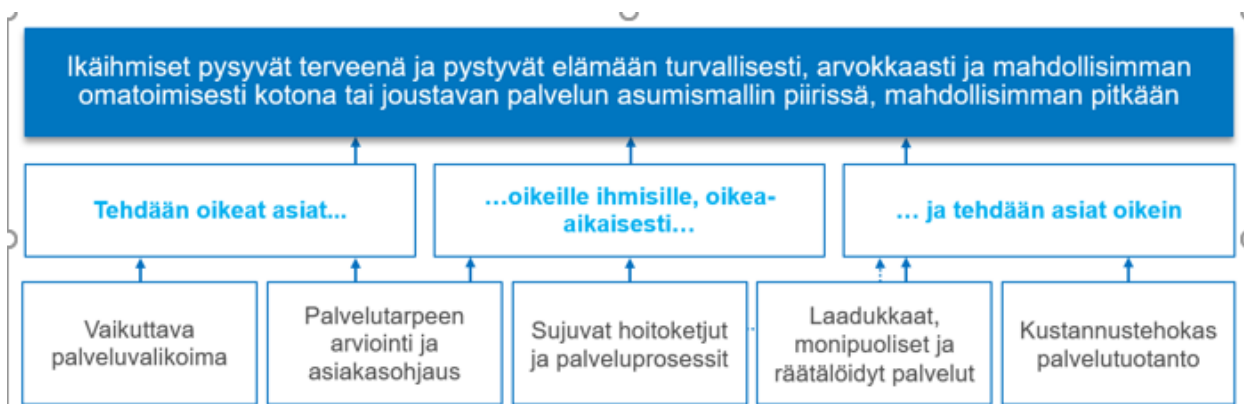 Ikäihmiset pysyvät terveenä ja pystyvät elämään turvallisesti, arvokkaasti ja mahdollisimman
omatoimisesti kotona tai joustavan palvelun asumismallin piirissä, mahdollisimman pitkään
Tehdään oikeat asiat...
...oikeille ihmisille, oikea-
aikaisesti...
... ja tehdään asiat oikein
Vaikuttava
palveluvalikoima
Palvelutarpeen
arviointi ja
asiakasohjaus
Sujuvat hoitoketjut
ja palveluprosessit
Laadukkaat,
monipuoliset ja
räätälöidyt palvelut
Kustannustehokas
palvelutuotanto